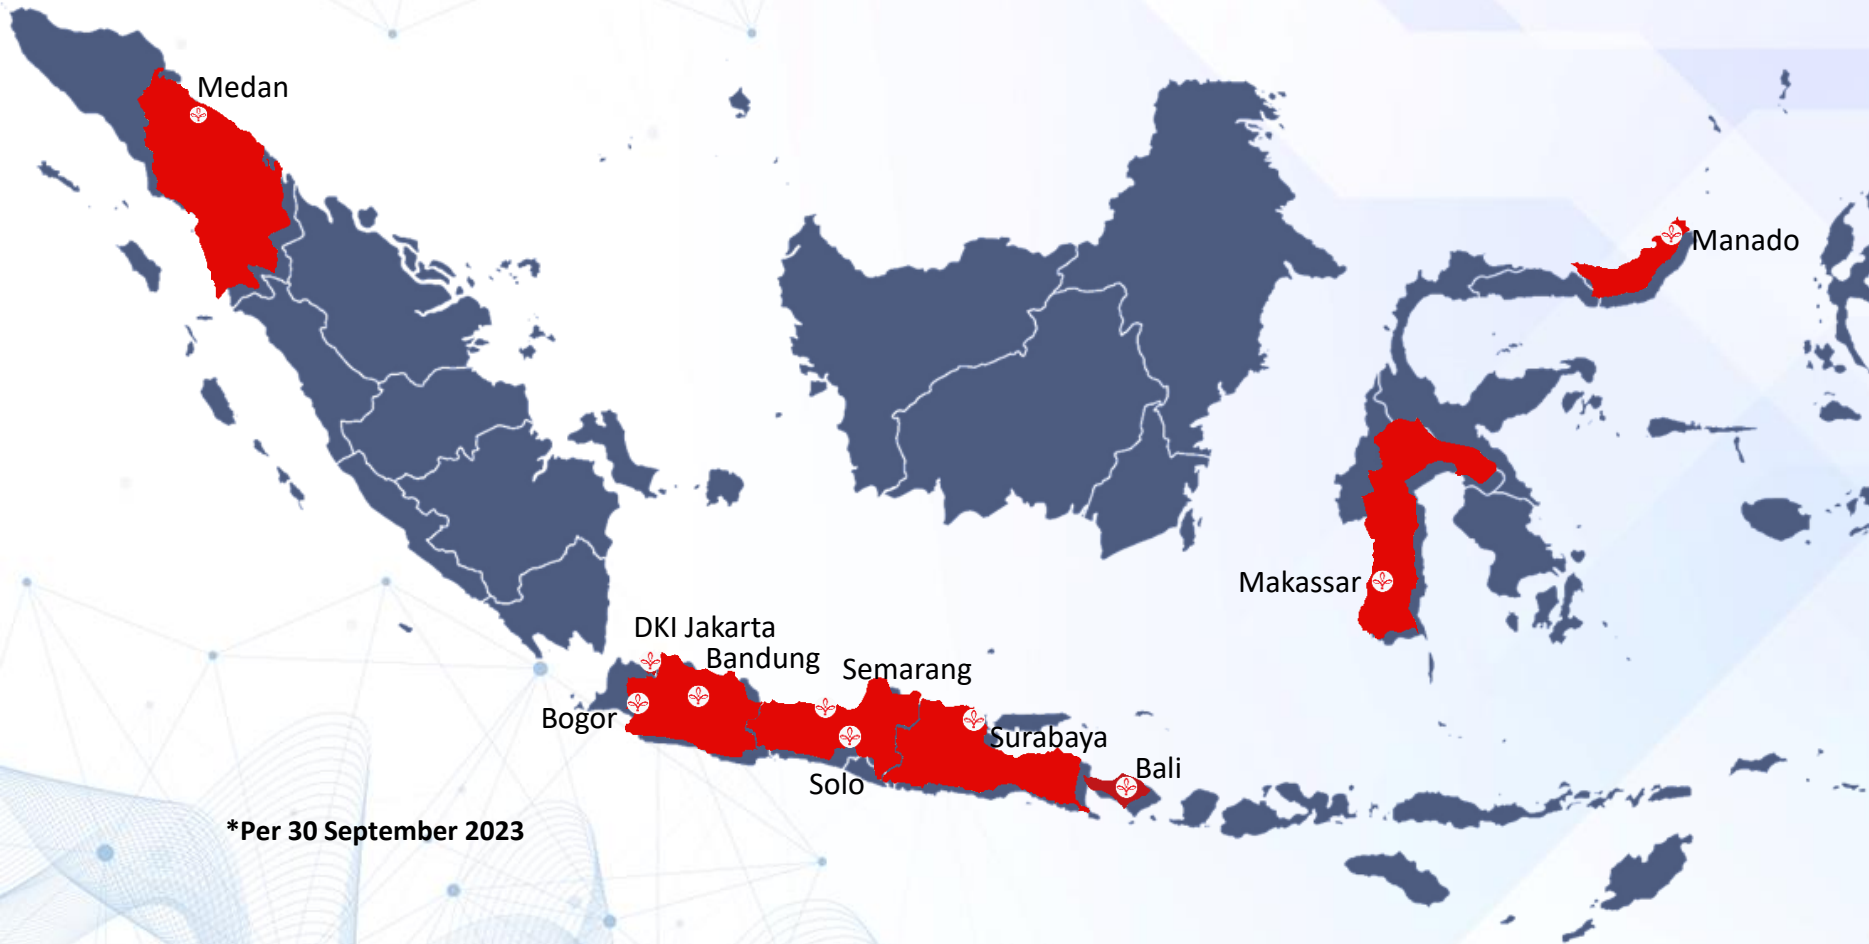 Medan
Manado
Makassar
DKI Jakarta
Bandung
Semarang
Bogor
Surabaya
Solo
Bali
*Per 30 September 2023